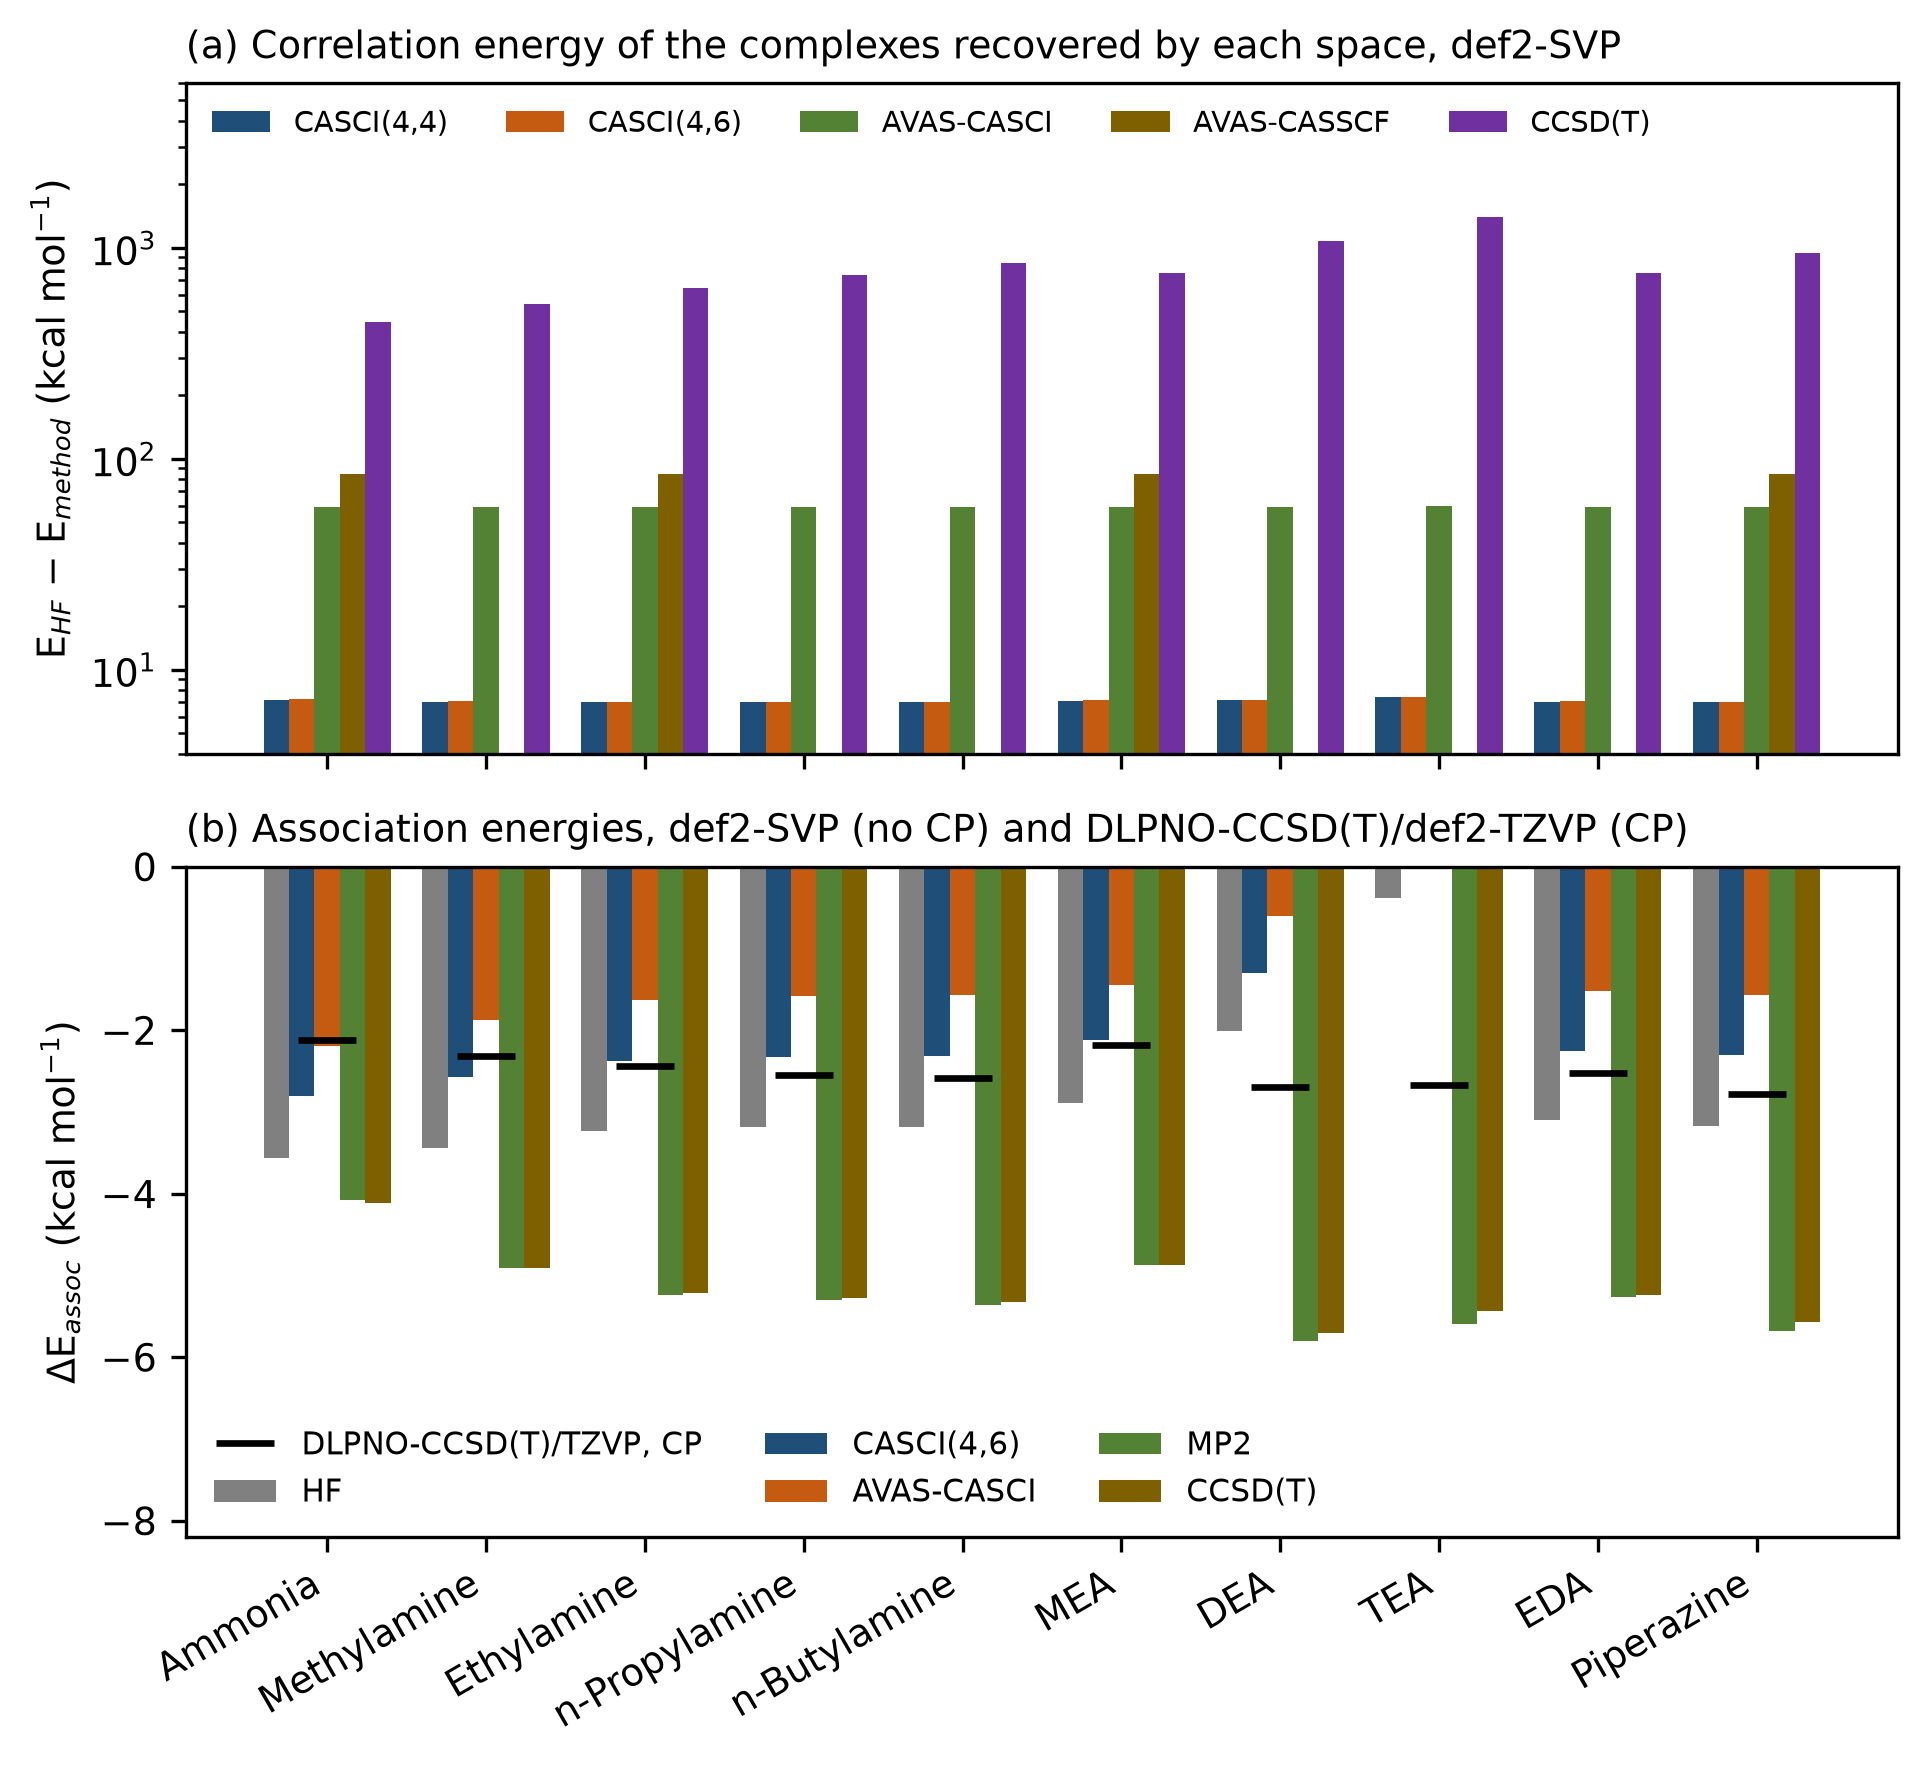 (a) Correlation energy of the complexes recovered by each space, def2-SVP
CASCI(4,4) CASCI(4,6) AVAS-CASCI AVAS-CASSCF CCSD(T)
E_HF − E_method (kcal mol⁻¹)
10³
10²
10¹
(b) Association energies, def2-SVP (no CP) and DLPNO-CCSD(T)/def2-TZVP (CP)
ΔE_assoc (kcal mol⁻¹)
0
−2
−4
−6
−8
DLPNO-CCSD(T)/TZVP, CP CASCI(4,6) MP2
HF AVAS-CASCI CCSD(T)
Ammonia
Methylamine
Ethylamine
n-Propylamine
n-Butylamine
MEA
DEA
TEA
EDA
Piperazine